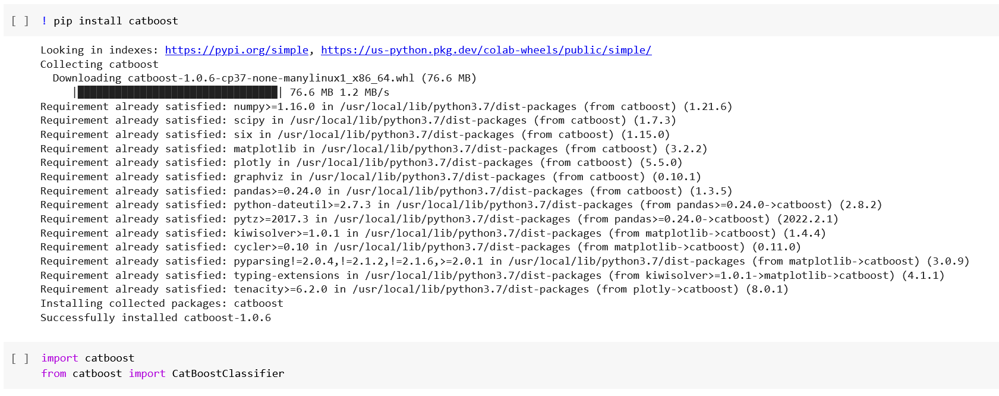 [ ] ! pip install catboost
Looking in indexes: https://pypi.org/simple, https://us-python.pkg.dev/colab-wheels/public/simple/
Collecting catboost
  Downloading catboost-1.0.6-cp37-none-manylinux1_x86_64.whl (76.6 MB)
     |████████████████████████████████| 76.6 MB 1.2 MB/s
Requirement already satisfied: numpy>=1.16.0 in /usr/local/lib/python3.7/dist-packages (from catboost) (1.21.6)
Requirement already satisfied: scipy in /usr/local/lib/python3.7/dist-packages (from catboost) (1.7.3)
Requirement already satisfied: six in /usr/local/lib/python3.7/dist-packages (from catboost) (1.15.0)
Requirement already satisfied: matplotlib in /usr/local/lib/python3.7/dist-packages (from catboost) (3.2.2)
Requirement already satisfied: plotly in /usr/local/lib/python3.7/dist-packages (from catboost) (5.5.0)
Requirement already satisfied: graphviz in /usr/local/lib/python3.7/dist-packages (from catboost) (0.10.1)
Requirement already satisfied: pandas>=0.24.0 in /usr/local/lib/python3.7/dist-packages (from catboost) (1.3.5)
Requirement already satisfied: python-dateutil>=2.7.3 in /usr/local/lib/python3.7/dist-packages (from pandas>=0.24.0->catboost) (2.8.2)
Requirement already satisfied: pytz>=2017.3 in /usr/local/lib/python3.7/dist-packages (from pandas>=0.24.0->catboost) (2022.2.1)
Requirement already satisfied: kiwisolver>=1.0.1 in /usr/local/lib/python3.7/dist-packages (from matplotlib->catboost) (1.4.4)
Requirement already satisfied: cycler>=0.10 in /usr/local/lib/python3.7/dist-packages (from matplotlib->catboost) (0.11.0)
Requirement already satisfied: pyparsing!=2.0.4,!=2.1.2,!=2.1.6,>=2.0.1 in /usr/local/lib/python3.7/dist-packages (from matplotlib->catboost) (3.0.9)
Requirement already satisfied: typing-extensions in /usr/local/lib/python3.7/dist-packages (from kiwisolver>=1.0.1->matplotlib->catboost) (4.1.1)
Requirement already satisfied: tenacity>=6.2.0 in /usr/local/lib/python3.7/dist-packages (from plotly->catboost) (8.0.1)
Installing collected packages: catboost
Successfully installed catboost-1.0.6
[ ] import catboost
from catboost import CatBoostClassifier